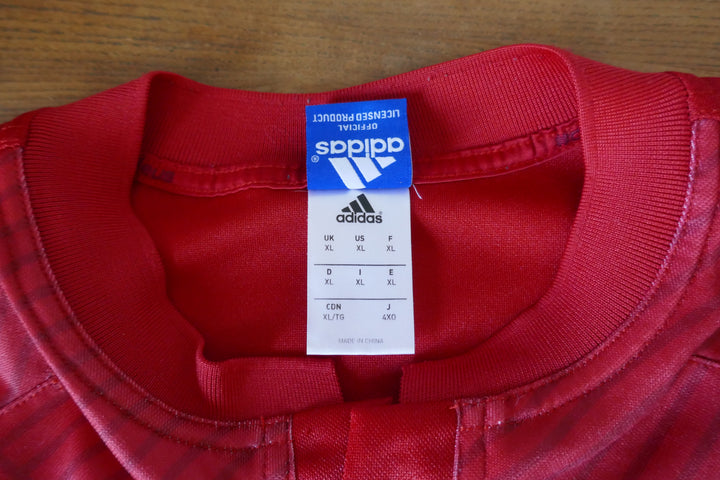 OFFICIAL
LICENSED PRODUCT
adidas®
adidas
UK US F
XL XL XL
D I E
XL XL XL
CDN J
XL/TG 4XO
MADE IN CHINA